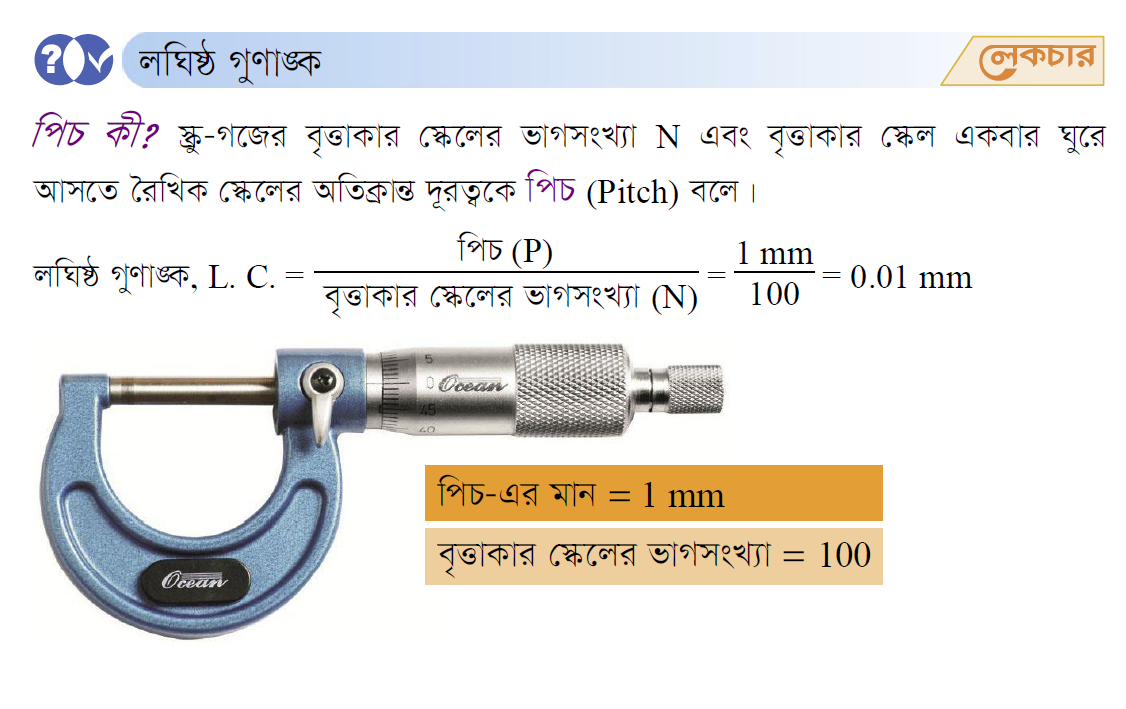 লঘিষ্ঠ গুণাঙ্ক
লেকচার
পিচ কী? স্ক্রু-গজের বৃত্তাকার স্কেলের ভাগসংখ্যা N এবং বৃত্তাকার স্কেল একবার ঘুরে
আসতে রৈখিক স্কেলের অতিক্রান্ত দূরত্বকে পিচ (Pitch) বলে।
লঘিষ্ঠ গুণাঙ্ক, L. C. = পিচ (P) / বৃত্তাকার স্কেলের ভাগসংখ্যা (N) = 1 mm / 100 = 0.01 mm
5
0 Ocean
45
40
পিচ-এর মান = 1 mm
বৃত্তাকার স্কেলের ভাগসংখ্যা = 100
Ocean